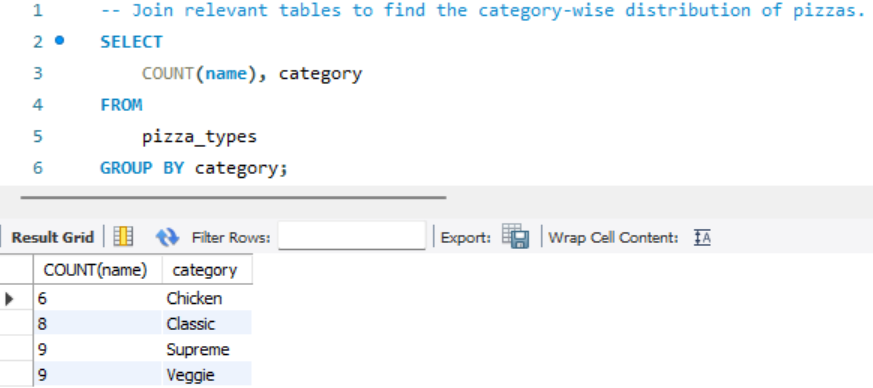 1 -- Join relevant tables to find the category-wise distribution of pizzas.
2 SELECT
3 COUNT(name), category
4 FROM
5 pizza_types
6 GROUP BY category;
Result Grid Filter Rows: Export: Wrap Cell Content: IA
COUNT(name) category
6 Chicken
8 Classic
9 Supreme
9 Veggie